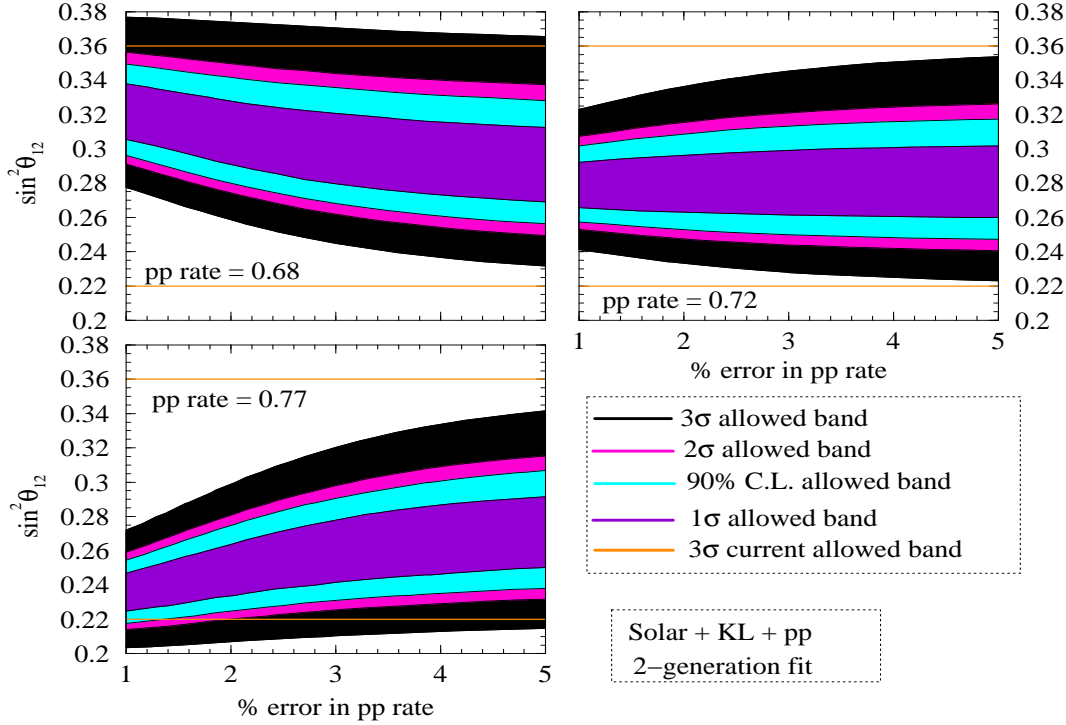 0.36
0.34
0.32
0.3
0.28
0.26
0.24
0.22
0.2
sin²θ₁₂
pp rate = 0.68
0.38
0.36
0.34
0.32
0.3
0.28
0.26
0.24
0.22
0.2
pp rate = 0.72
1 2 3 4 5
% error in pp rate
0.38
0.36
0.34
0.32
0.3
0.28
0.26
0.24
0.22
0.2
sin²θ₁₂
pp rate = 0.77
1 2 3 4 5
% error in pp rate
3σ allowed band
2σ allowed band
90% C.L. allowed band
1σ allowed band
3σ current allowed band
Solar + KL + pp
2−generation fit